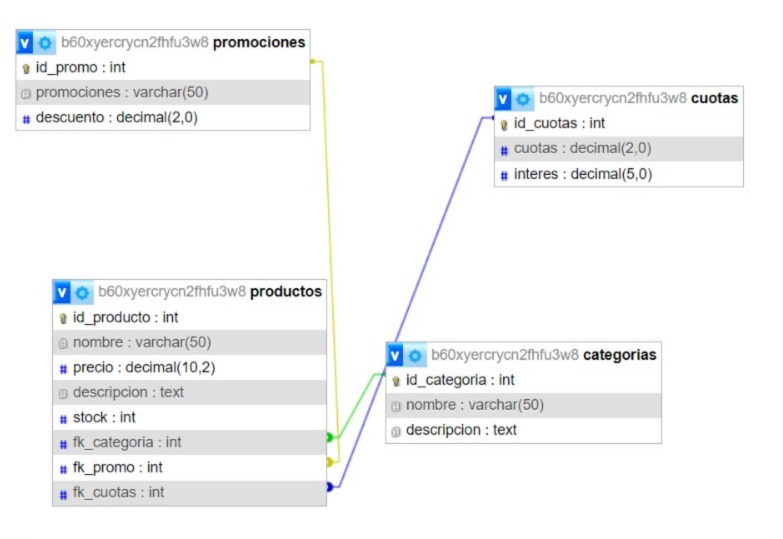 v b60xyercrycn2fhfu3w8 promociones
id_promo : int
promociones : varchar(50)
# descuento : decimal(2,0)
v b60xyercrycn2fhfu3w8 cuotas
id_cuotas : int
# cuotas : decimal(2,0)
# interes : decimal(5,0)
v b60xyercrycn2fhfu3w8 productos
id_producto : int
nombre : varchar(50)
# precio : decimal(10,2)
descripcion : text
# stock : int
# fk_categoria : int
# fk_promo : int
# fk_cuotas : int
v b60xyercrycn2fhfu3w8 categorias
id_categoria : int
nombre : varchar(50)
descripcion : text